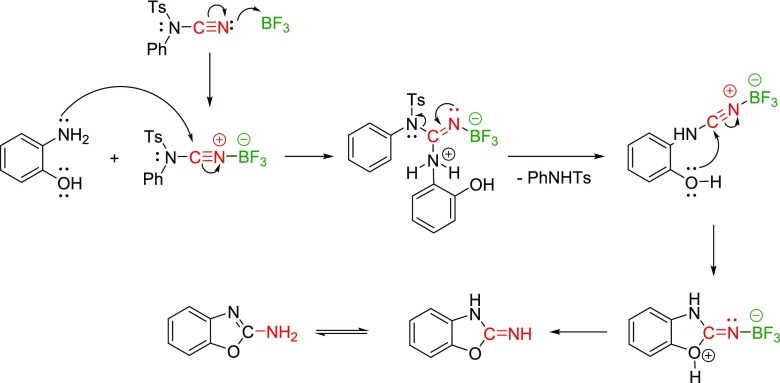 Ts
N C N BF3
Ph
NH2
OH
+
Ts
N C N BF3
Ph
Ts
N N BF3
C
H N H
OH
- PhNHTs
HN C N BF3
O H
N C NH2
O
H
N C NH
O
H
N C N BF3
O
H